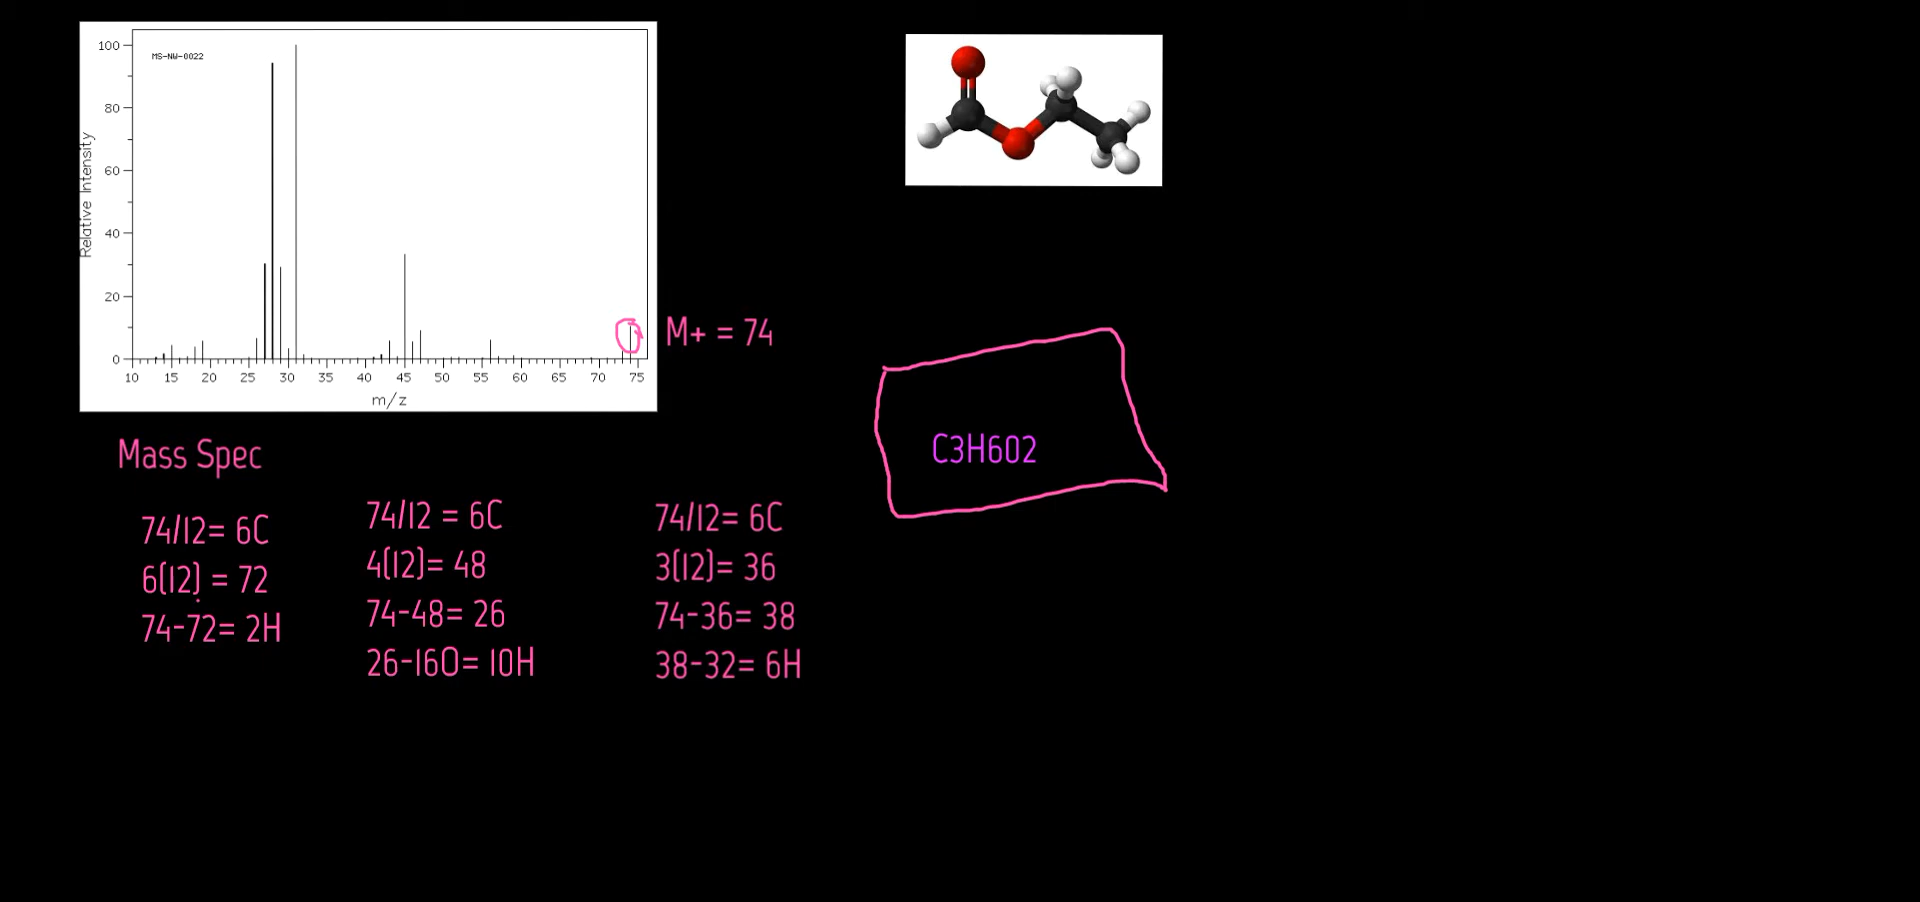 MS-NW-0022
100
80
60
40
20
0
Relative Intensity
10 15 20 25 30 35 40 45 50 55 60 65 70 75
m/z
M+ = 74
Mass Spec
74/12= 6C
6(12) = 72
74-72= 2H
74/12 = 6C
4(12)= 48
74-48= 26
26-16O= 10H
74/12= 6C
3(12)= 36
74-36= 38
38-32= 6H
C3H602